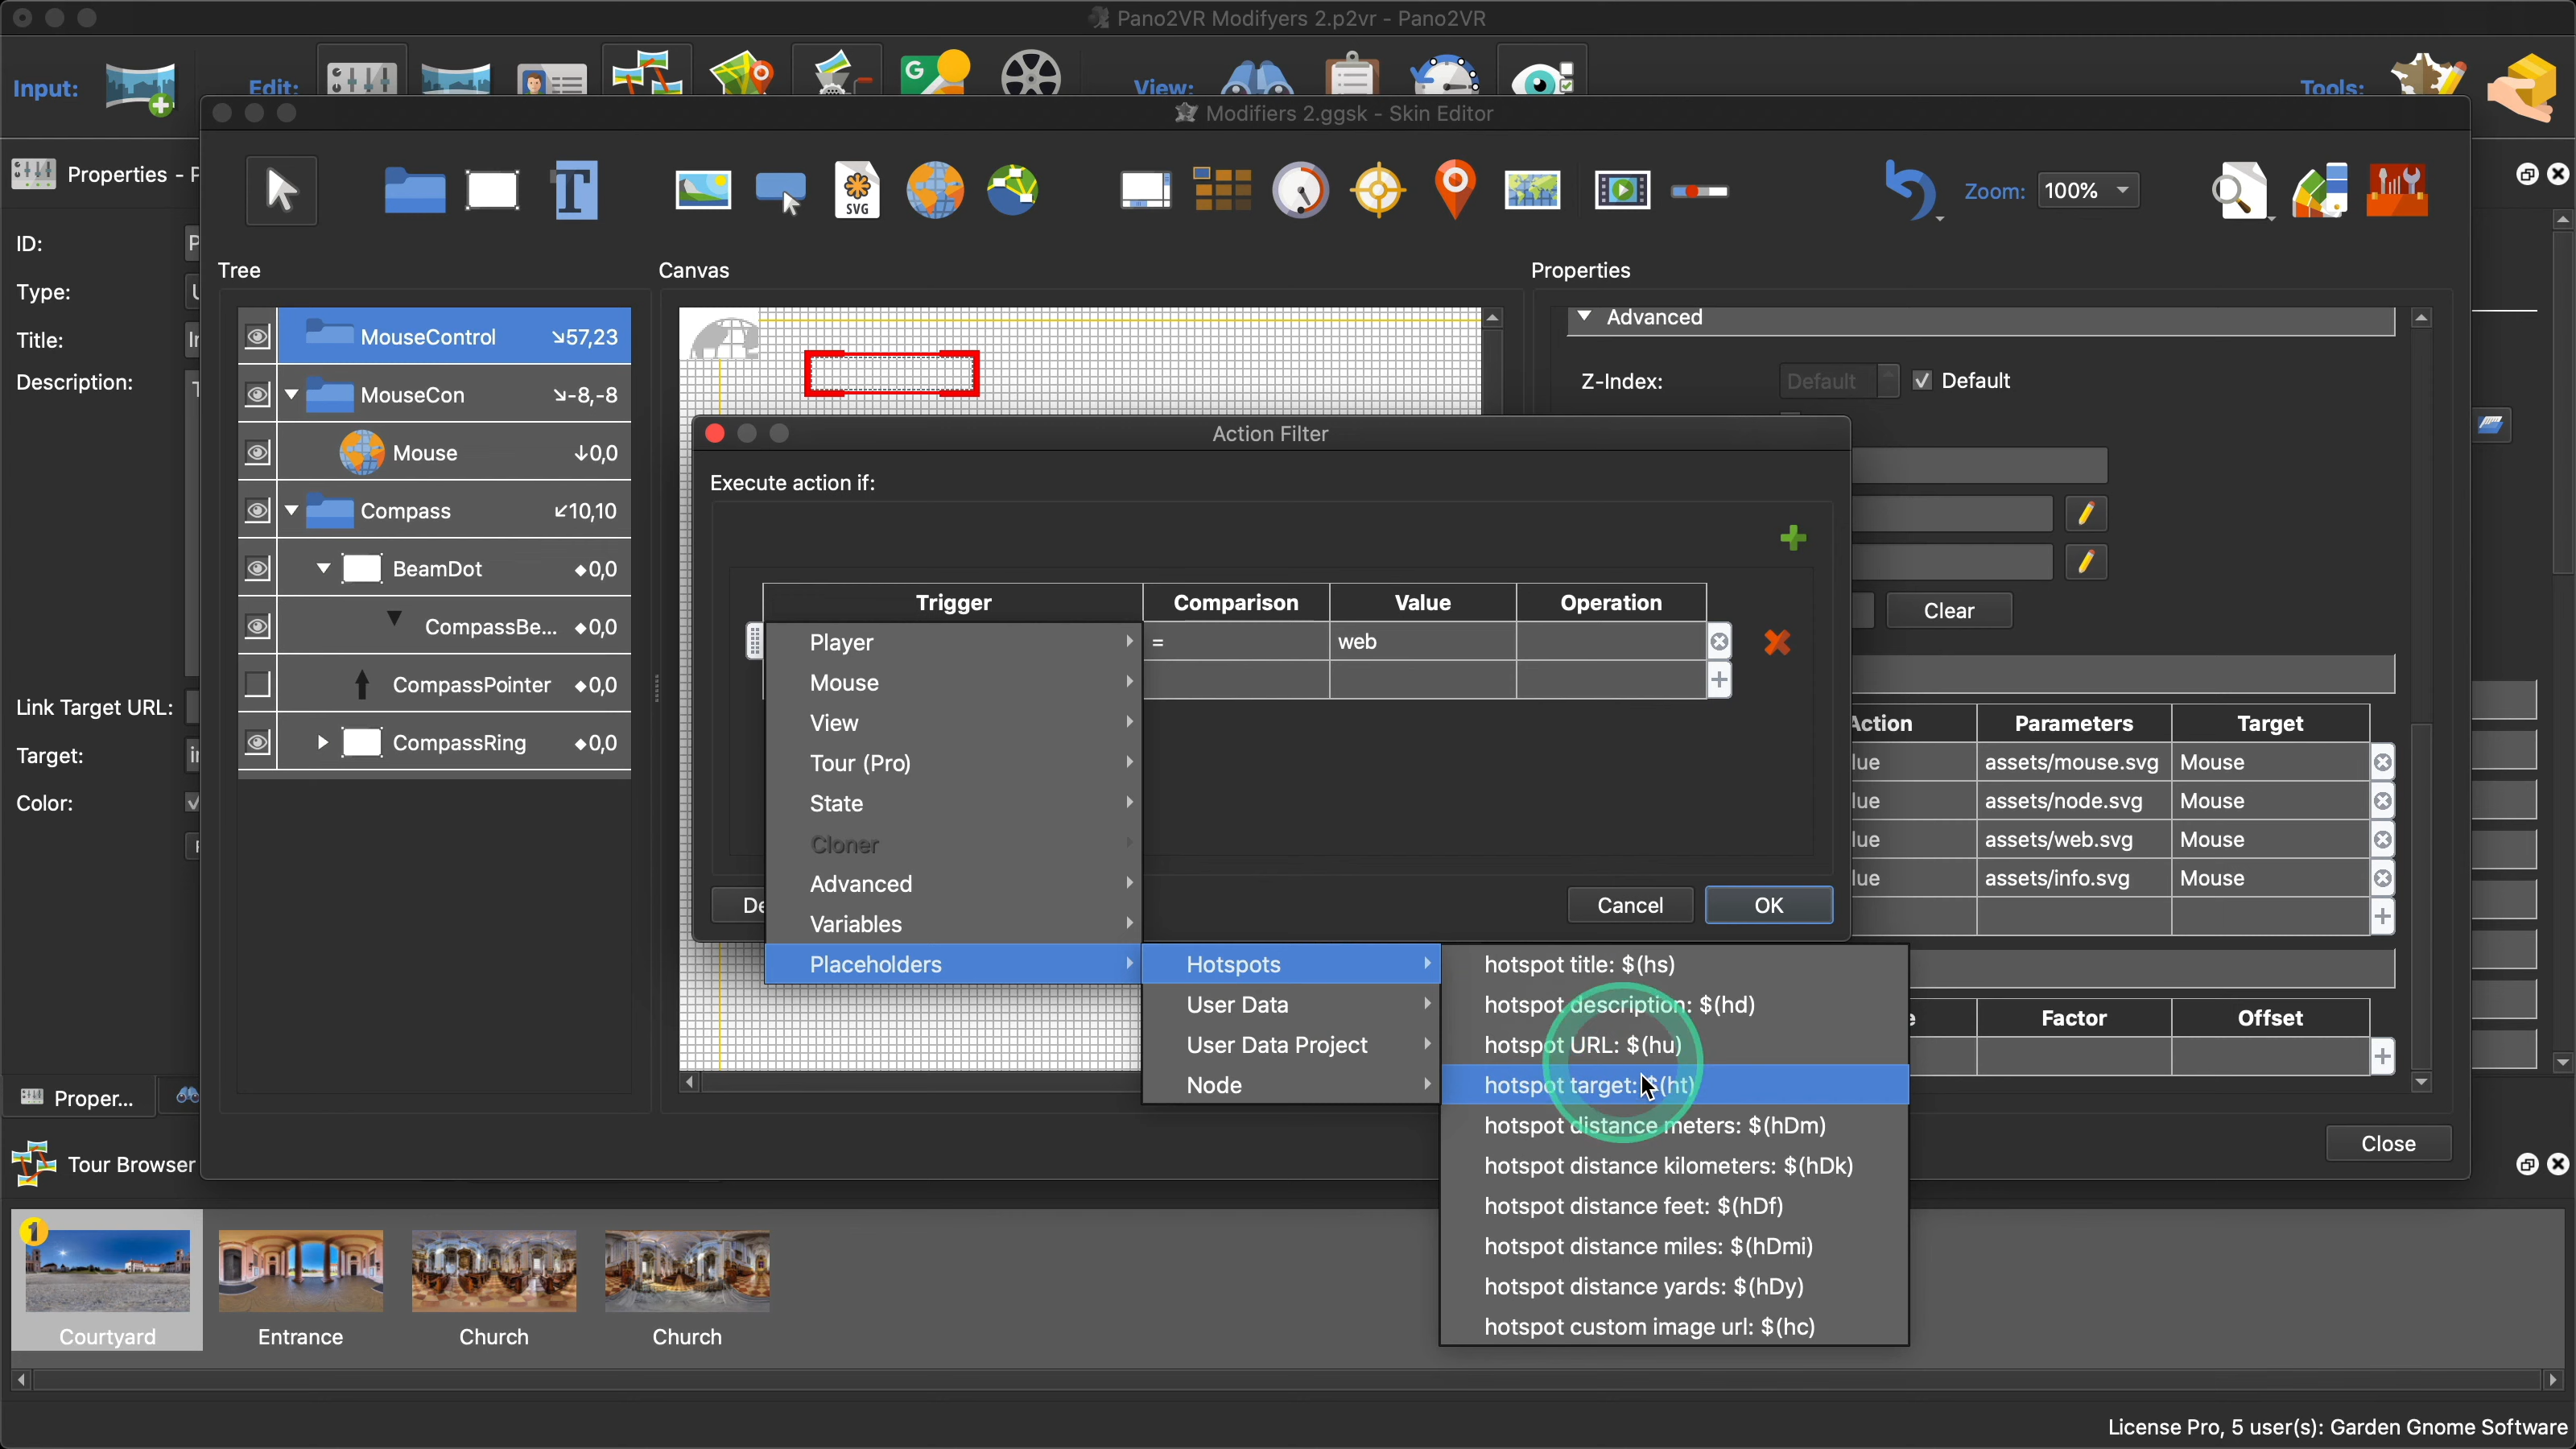 Pano2VR Modifyers 2.p2vr - Pano2VR
Input:
Edit:
View:
Tools:
Modifiers 2.ggsk - Skin Editor
Properties - P
SVG
Zoom:
100%
ID:
Type:
Title:
Description:
Link Target URL:
Target:
Color:
Proper...
Tree
MouseControl 57,23
MouseCon -8,-8
Mouse 0,0
Compass 10,10
BeamDot 0,0
CompassBe... 0,0
CompassPointer 0,0
CompassRing 0,0
Canvas
Properties
Advanced
Z-Index:
Default
Default
Clear
Action Parameters Target
lue assets/mouse.svg Mouse
lue assets/node.svg Mouse
lue assets/web.svg Mouse
lue assets/info.svg Mouse
Factor Offset
Close
Action Filter
Execute action if:
Trigger Comparison Value Operation
= web
Cancel
OK
De
Player
Mouse
View
Tour (Pro)
State
Cloner
Advanced
Variables
Placeholders
Hotspots
User Data
User Data Project
Node
hotspot title: $(hs)
hotspot description: $(hd)
hotspot URL: $(hu)
hotspot target: $(ht)
hotspot distance meters: $(hDm)
hotspot distance kilometers: $(hDk)
hotspot distance feet: $(hDf)
hotspot distance miles: $(hDmi)
hotspot distance yards: $(hDy)
hotspot custom image url: $(hc)
Tour Browser
1
Courtyard
Entrance
Church
Church
License Pro, 5 user(s): Garden Gnome Software